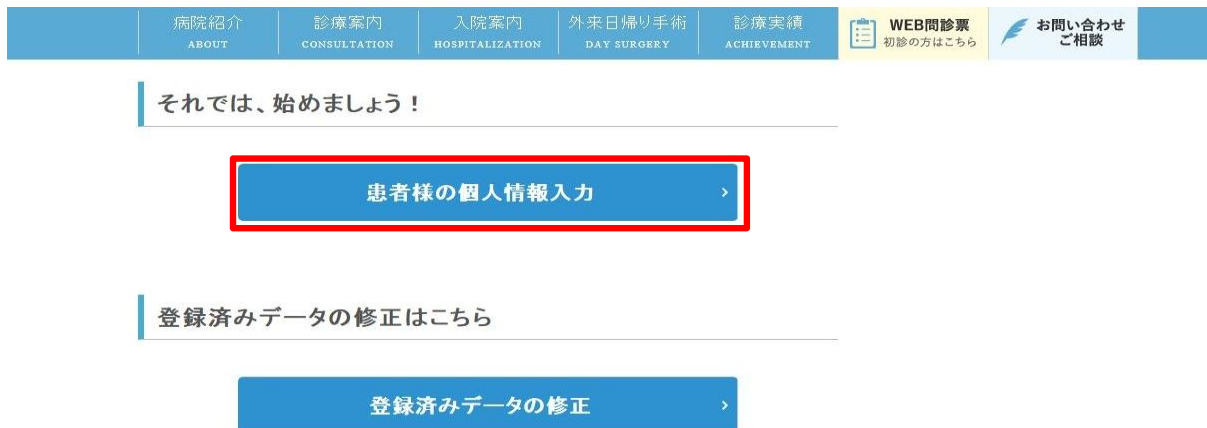 病院紹介
ABOUT
診療案内
CONSULTATION
入院案内
HOSPITALIZATION
外来日帰り手術
DAY SURGERY
診療実績
ACHIEVEMENT
WEB問診票
初診の方はこちら
お問い合わせ
ご相談
それでは、始めましょう！
患者様の個人情報入力
登録済みデータの修正はこちら
登録済みデータの修正